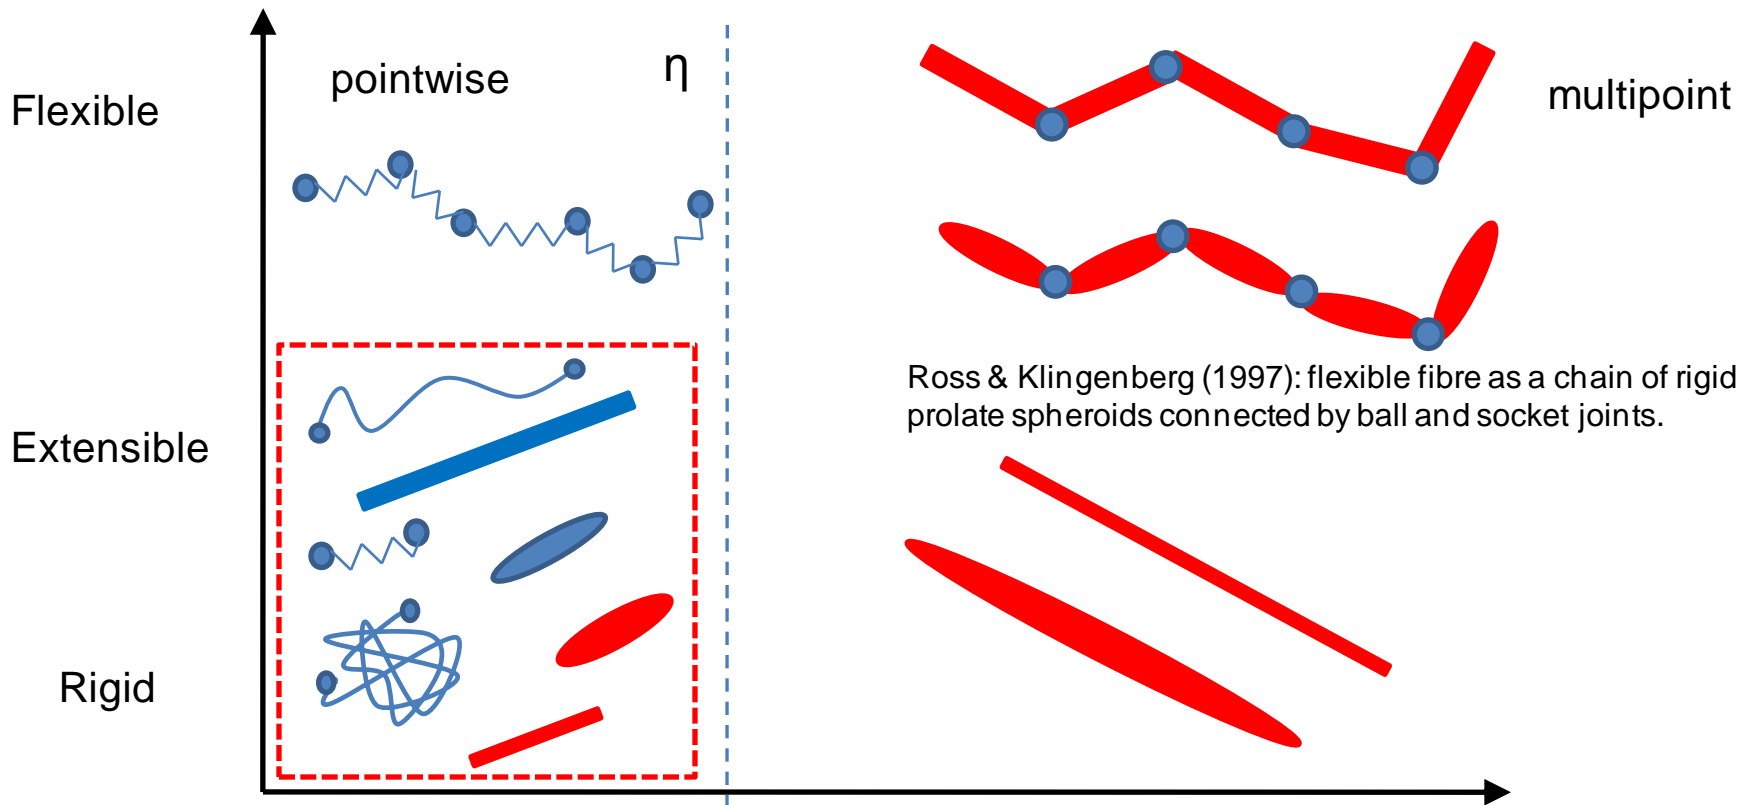 Flexible
pointwise
η
multipoint
Ross & Klingenberg (1997): flexible fibre as a chain of rigid
prolate spheroids connected by ball and socket joints.
Extensible
Rigid